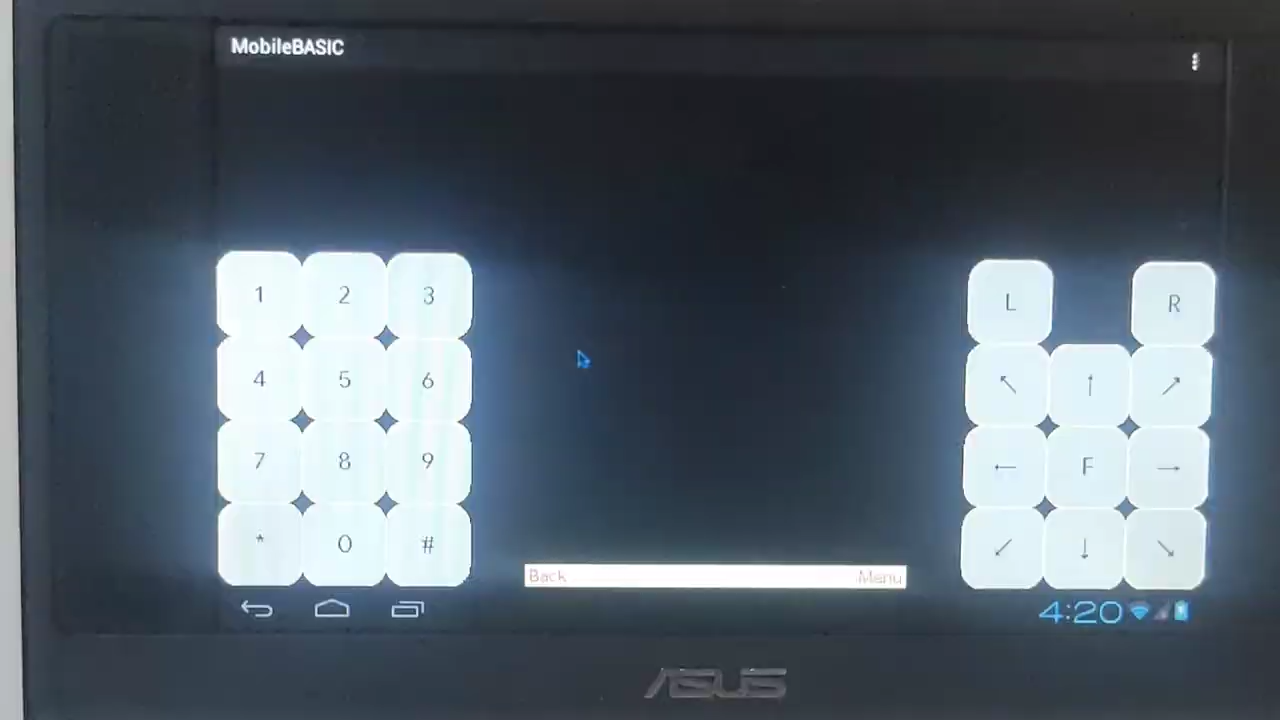 MobileBASIC
1 2 3
4 5 6
7 8 9
* 0 #
L R
↖ ↑ ↗
← F →
↙ ↓ ↘
Back Menu
4:20
ASUS